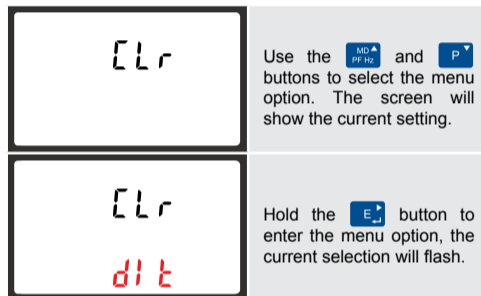 CLr
Use the MD▲ PF Hz and P▼
buttons to select the menu
option. The screen will
show the current setting.
CLr
dIt
Hold the E button to
enter the menu option, the
current selection will flash.